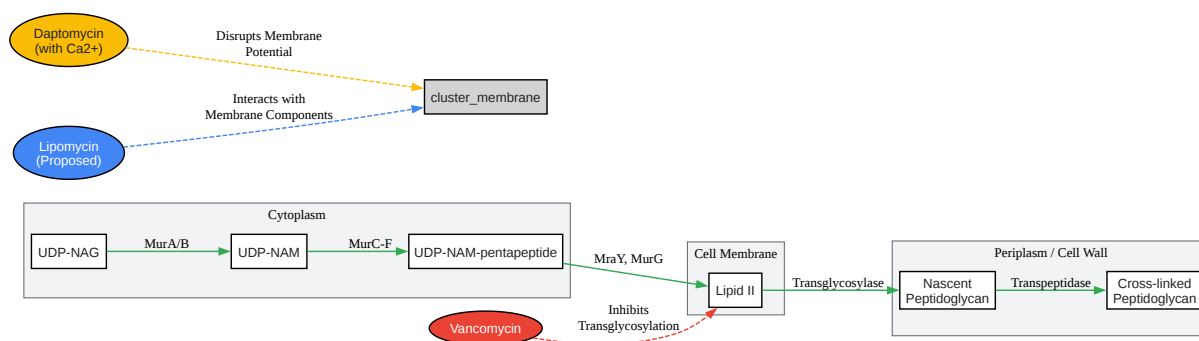 Daptomycin
(with Ca2+)
Disrupts Membrane
Potential
cluster_membrane
Interacts with
Membrane Components
Lipomycin
(Proposed)
Cytoplasm
UDP-NAG
MurA/B
UDP-NAM
MurC-F
UDP-NAM-pentapeptide
MraY, MurG
Cell Membrane
Lipid II
Transglycosylase
Periplasm / Cell Wall
Nascent
Peptidoglycan
Transpeptidase
Cross-linked
Peptidoglycan
Vancomycin
Inhibits
Transglycosylation